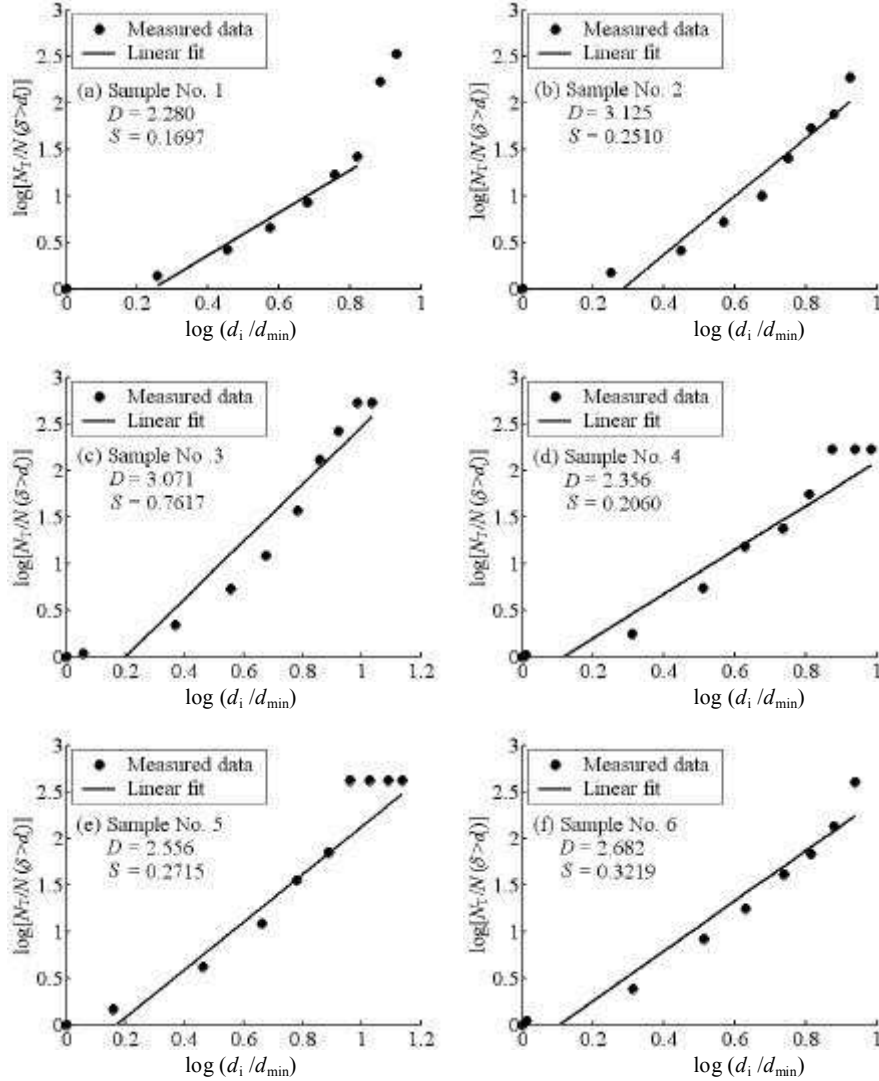 3
2.5
2
1.5
1
0.5
0
log[N_T/N(δ>d_i)]
Measured data
Linear fit
(a) Sample No. 1
D = 2.280
S = 0.1697
0 0.2 0.4 0.6 0.8 1
log (d_i /d_min)
3
2.5
2
1.5
1
0.5
0
log[N_T/N(δ>d_i)]
Measured data
Linear fit
(b) Sample No. 2
D = 3.125
S = 0.2510
0 0.2 0.4 0.6 0.8 1
log (d_i /d_min)
3
2.5
2
1.5
1
0.5
0
log[N_T/N(δ>d_i)]
Measured data
Linear fit
(c) Sample No. 3
D = 3.071
S = 0.7617
0 0.2 0.4 0.6 0.8 1 1.2
log (d_i /d_min)
3
2.5
2
1.5
1
0.5
0
log[N_T/N(δ>d_i)]
Measured data
Linear fit
(d) Sample No. 4
D = 2.356
S = 0.2060
0 0.2 0.4 0.6 0.8 1
log (d_i /d_min)
3
2.5
2
1.5
1
0.5
0
log[N_T/N(δ>d_i)]
Measured data
Linear fit
(e) Sample No. 5
D = 2.556
S = 0.2715
0 0.2 0.4 0.6 0.8 1 1.2
log (d_i /d_min)
3
2.5
2
1.5
1
0.5
0
log[N_T/N(δ>d_i)]
Measured data
Linear fit
(f) Sample No. 6
D = 2.682
S = 0.3219
0 0.2 0.4 0.6 0.8 1
log (d_i /d_min)